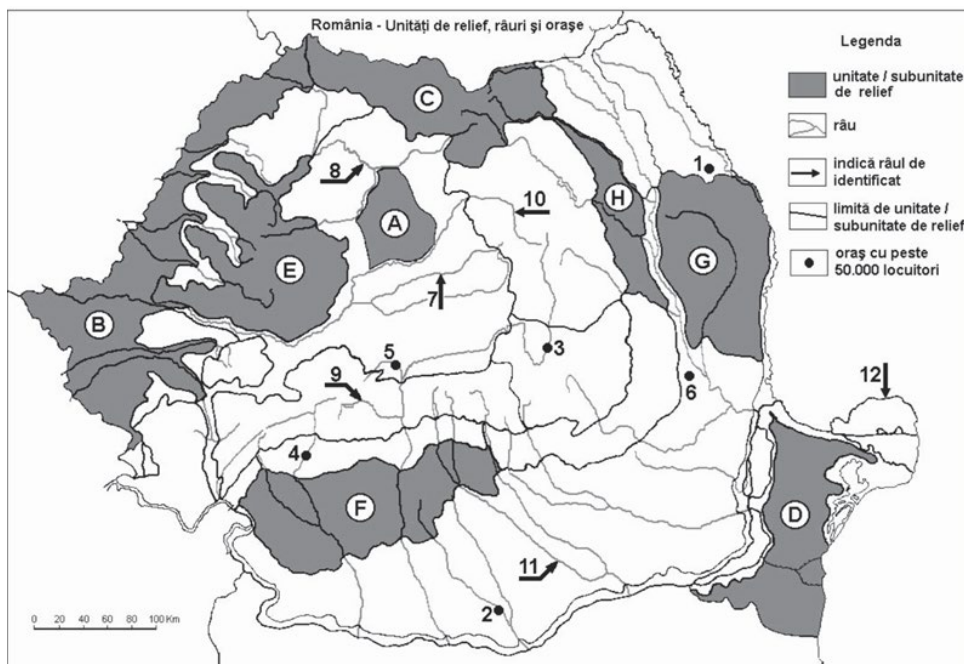 România - Unități de relief, râuri și orașe
Legenda
unitate / subunitate
de relief
râu
indică râul de
identificat
limită de unitate /
subunitate de relief
oraș cu peste
50.000 locuitori
C
1
8
10
H
A
G
E
7
B
5
3
12
9
6
4
F
D
11
2
0 20 40 60 80 100 Km